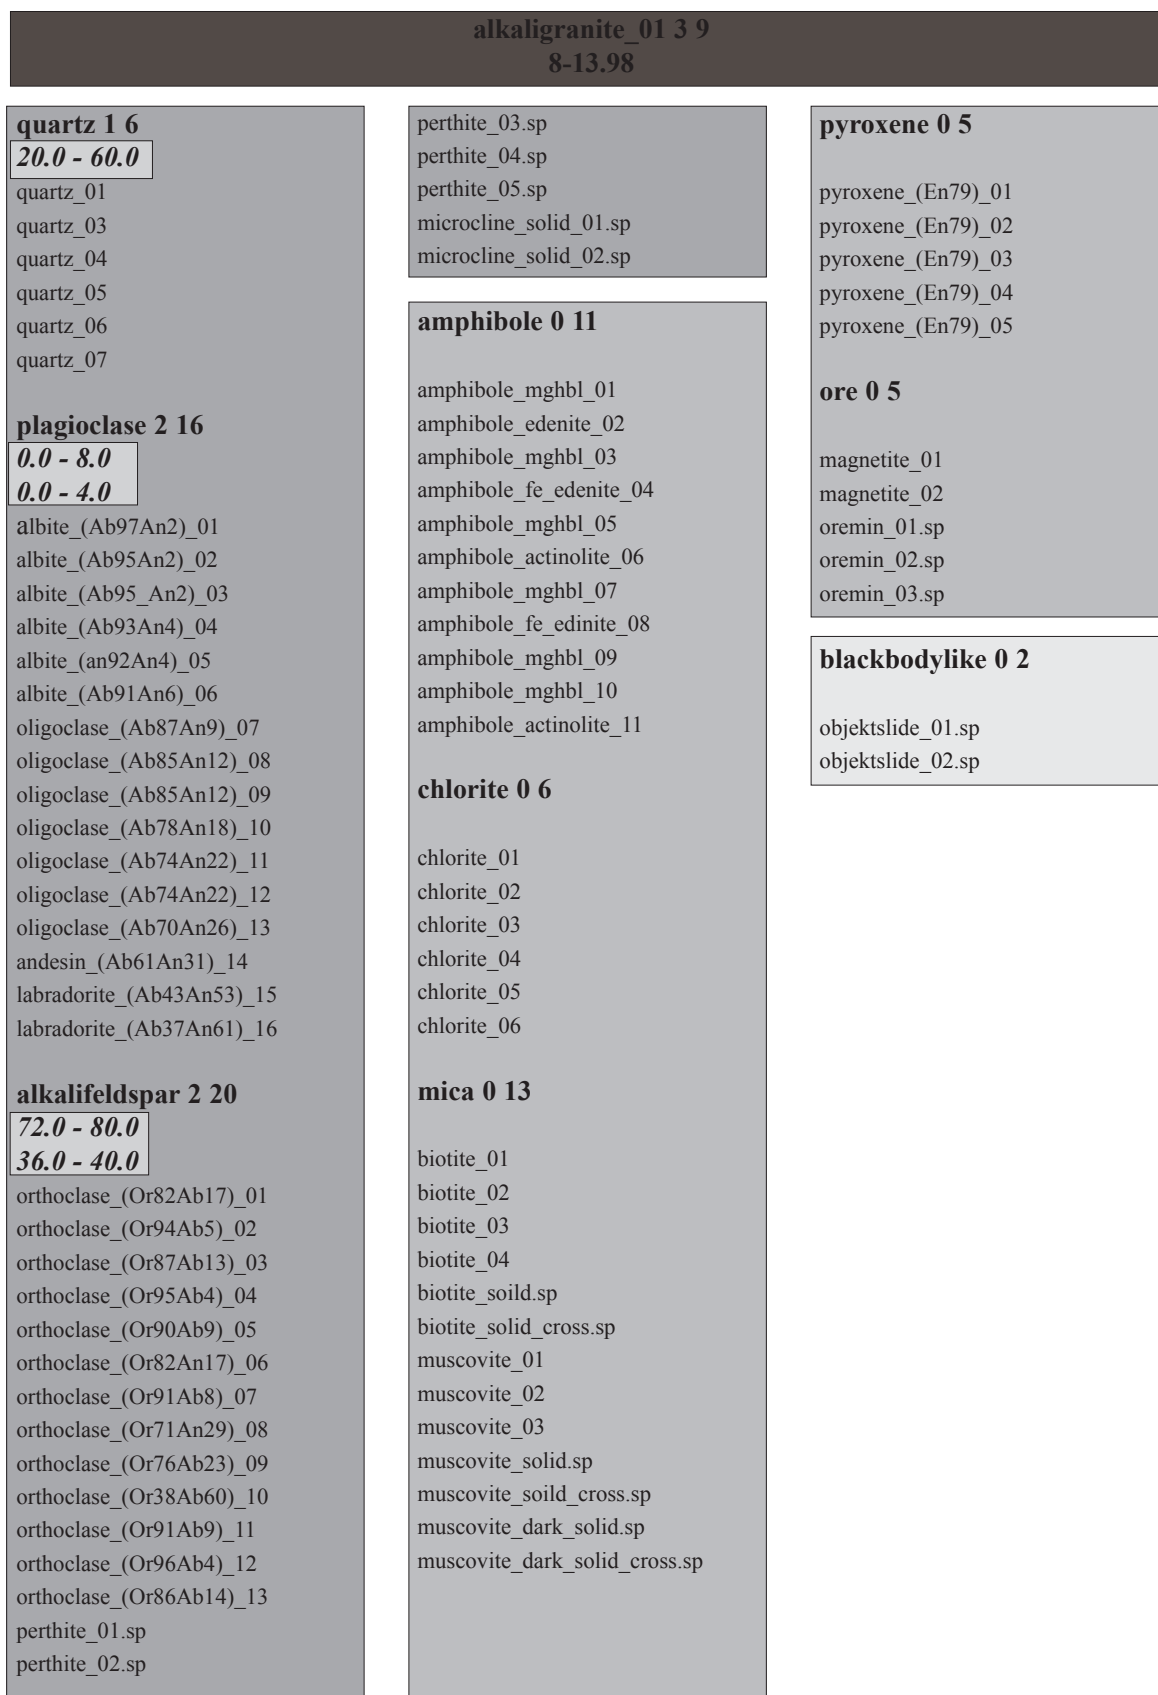 alkaligranite_01 3 9
8-13.98
quartz 1 6
20.0 - 60.0
quartz_01
quartz_03
quartz_04
quartz_05
quartz_06
quartz_07
plagioclase 2 16
0.0 - 8.0
0.0 - 4.0
albite_(Ab97An2)_01
albite_(Ab95An2)_02
albite_(Ab95_An2)_03
albite_(Ab93An4)_04
albite_(an92An4)_05
albite_(Ab91An6)_06
oligoclase_(Ab87An9)_07
oligoclase_(Ab85An12)_08
oligoclase_(Ab85An12)_09
oligoclase_(Ab78An18)_10
oligoclase_(Ab74An22)_11
oligoclase_(Ab74An22)_12
oligoclase_(Ab70An26)_13
andesin_(Ab61An31)_14
labradorite_(Ab43An53)_15
labradorite_(Ab37An61)_16
alkalifeldspar 2 20
72.0 - 80.0
36.0 - 40.0
orthoclase_(Or82Ab17)_01
orthoclase_(Or94Ab5)_02
orthoclase_(Or87Ab13)_03
orthoclase_(Or95Ab4)_04
orthoclase_(Or90Ab9)_05
orthoclase_(Or82An17)_06
orthoclase_(Or91Ab8)_07
orthoclase_(Or71An29)_08
orthoclase_(Or76Ab23)_09
orthoclase_(Or38Ab60)_10
orthoclase_(Or91Ab9)_11
orthoclase_(Or96Ab4)_12
orthoclase_(Or86Ab14)_13
perthite_01.sp
perthite_02.sp
perthite_03.sp
perthite_04.sp
perthite_05.sp
microcline_solid_01.sp
microcline_solid_02.sp
amphibole 0 11
amphibole_mghbl_01
amphibole_edenite_02
amphibole_mghbl_03
amphibole_fe_edenite_04
amphibole_mghbl_05
amphibole_actinolite_06
amphibole_mghbl_07
amphibole_fe_edinite_08
amphibole_mghbl_09
amphibole_mghbl_10
amphibole_actinolite_11
chlorite 0 6
chlorite_01
chlorite_02
chlorite_03
chlorite_04
chlorite_05
chlorite_06
mica 0 13
biotite_01
biotite_02
biotite_03
biotite_04
biotite_soild.sp
biotite_solid_cross.sp
muscovite_01
muscovite_02
muscovite_03
muscovite_solid.sp
muscovite_soild_cross.sp
muscovite_dark_solid.sp
muscovite_dark_solid_cross.sp
pyroxene 0 5
pyroxene_(En79)_01
pyroxene_(En79)_02
pyroxene_(En79)_03
pyroxene_(En79)_04
pyroxene_(En79)_05
ore 0 5
magnetite_01
magnetite_02
oremin_01.sp
oremin_02.sp
oremin_03.sp
blackbodylike 0 2
objektslide_01.sp
objektslide_02.sp